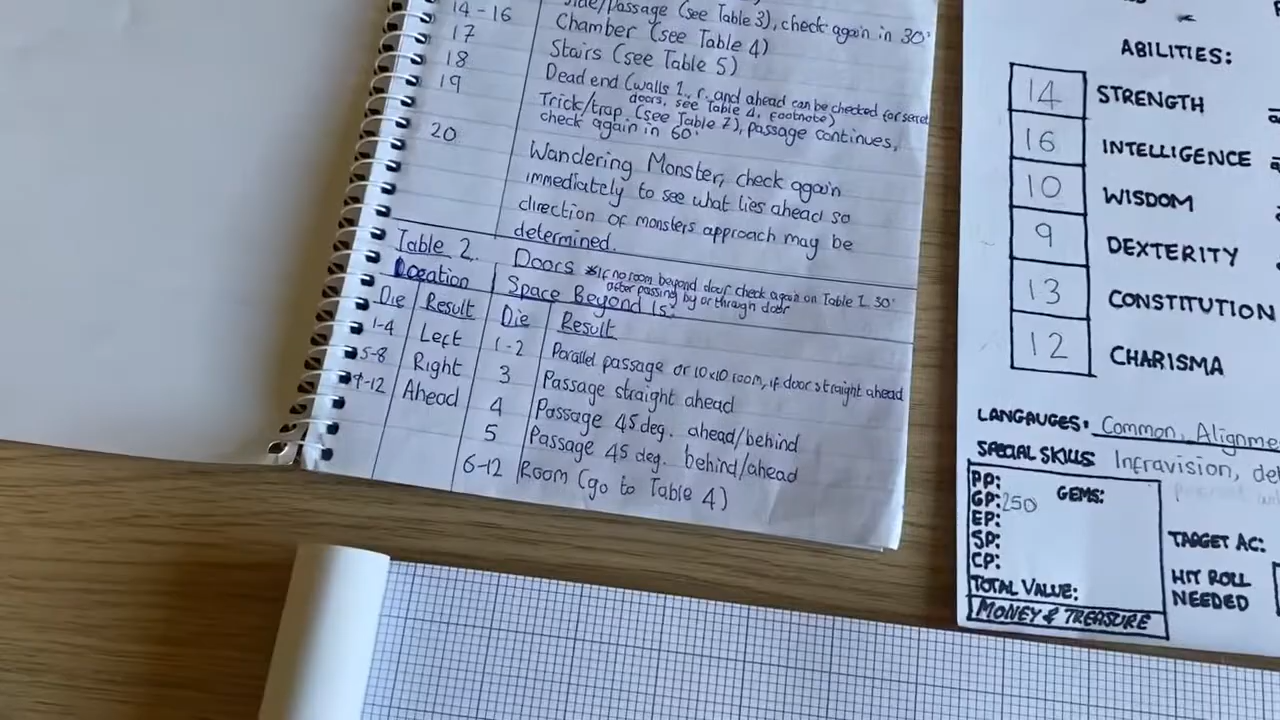 14-16
Side/Passage (see Table 3), check again in 30'
17 Chamber (see Table 4)
18 Stairs (see Table 5)
19 Dead end (walls l., r. and ahead can be checked for secret
doors, see Table 4, footnote)
Trick/trap (see Table 7), passage continues,
check again in 60'
20 Wandering Monster, check again
immediately to see what lies ahead so
direction of monsters approach may be
determined.
Table 2. Doors *If no room beyond door check again on Table 1 30'
after passing by or through door
Location Space Beyond is:
Die Result Die Result
1-4 Left 1-2 Parallel passage or 10x10 room, if door straight ahead
5-8 Right 3 Passage straight ahead
9-12 Ahead 4 Passage 45 deg. ahead/behind
5 Passage 45 deg. behind/ahead
6-12 Room (go to Table 4)
ABILITIES:
14 STRENGTH
16 INTELLIGENCE
10 WISDOM
9 DEXTERITY
13 CONSTITUTION
12 CHARISMA
LANGAUGES: Common, Alignme
SPECIAL SKILLS Infravision, de
PP: GEMS:
GP: 250
EP:
SP:
CP:
TOTAL VALUE:
MONEY & TREASURE
TARGET AC:
HIT ROLL
NEEDED